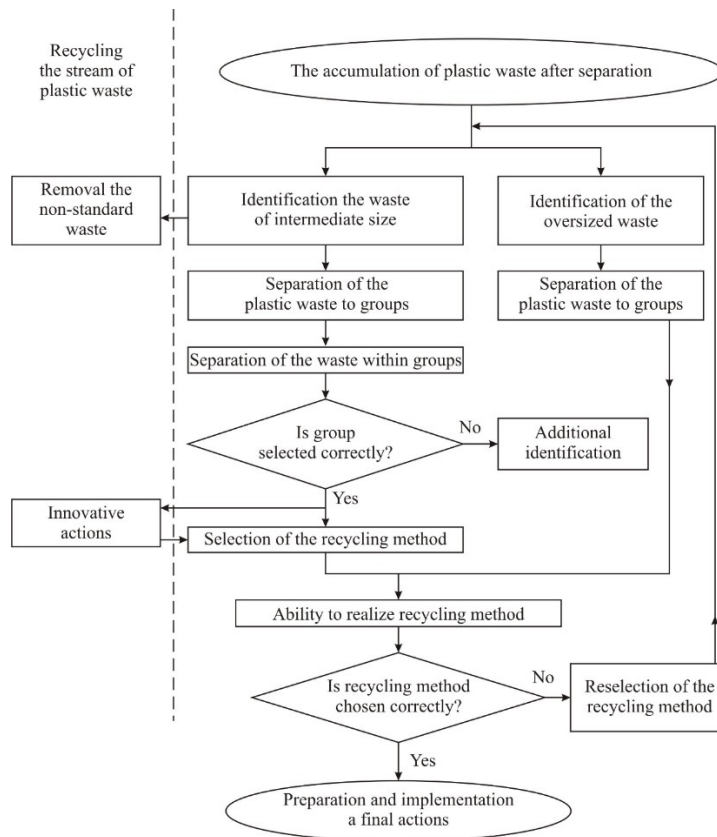 Recycling
the stream of
plastic waste
The accumulation of plastic waste after separation
Removal the
non-standard
waste
Identification the waste
of intermediate size
Identification of the
oversized waste
Separation of the
plastic waste to groups
Separation of the
plastic waste to groups
Separation of the waste within groups
Is group
selected correctly?
No
Additional
identification
Yes
Innovative
actions
Selection of the recycling method
Ability to realize recycling method
Is recycling method
chosen correctly?
No
Reselection of the
recycling method
Yes
Preparation and implementation
a final actions